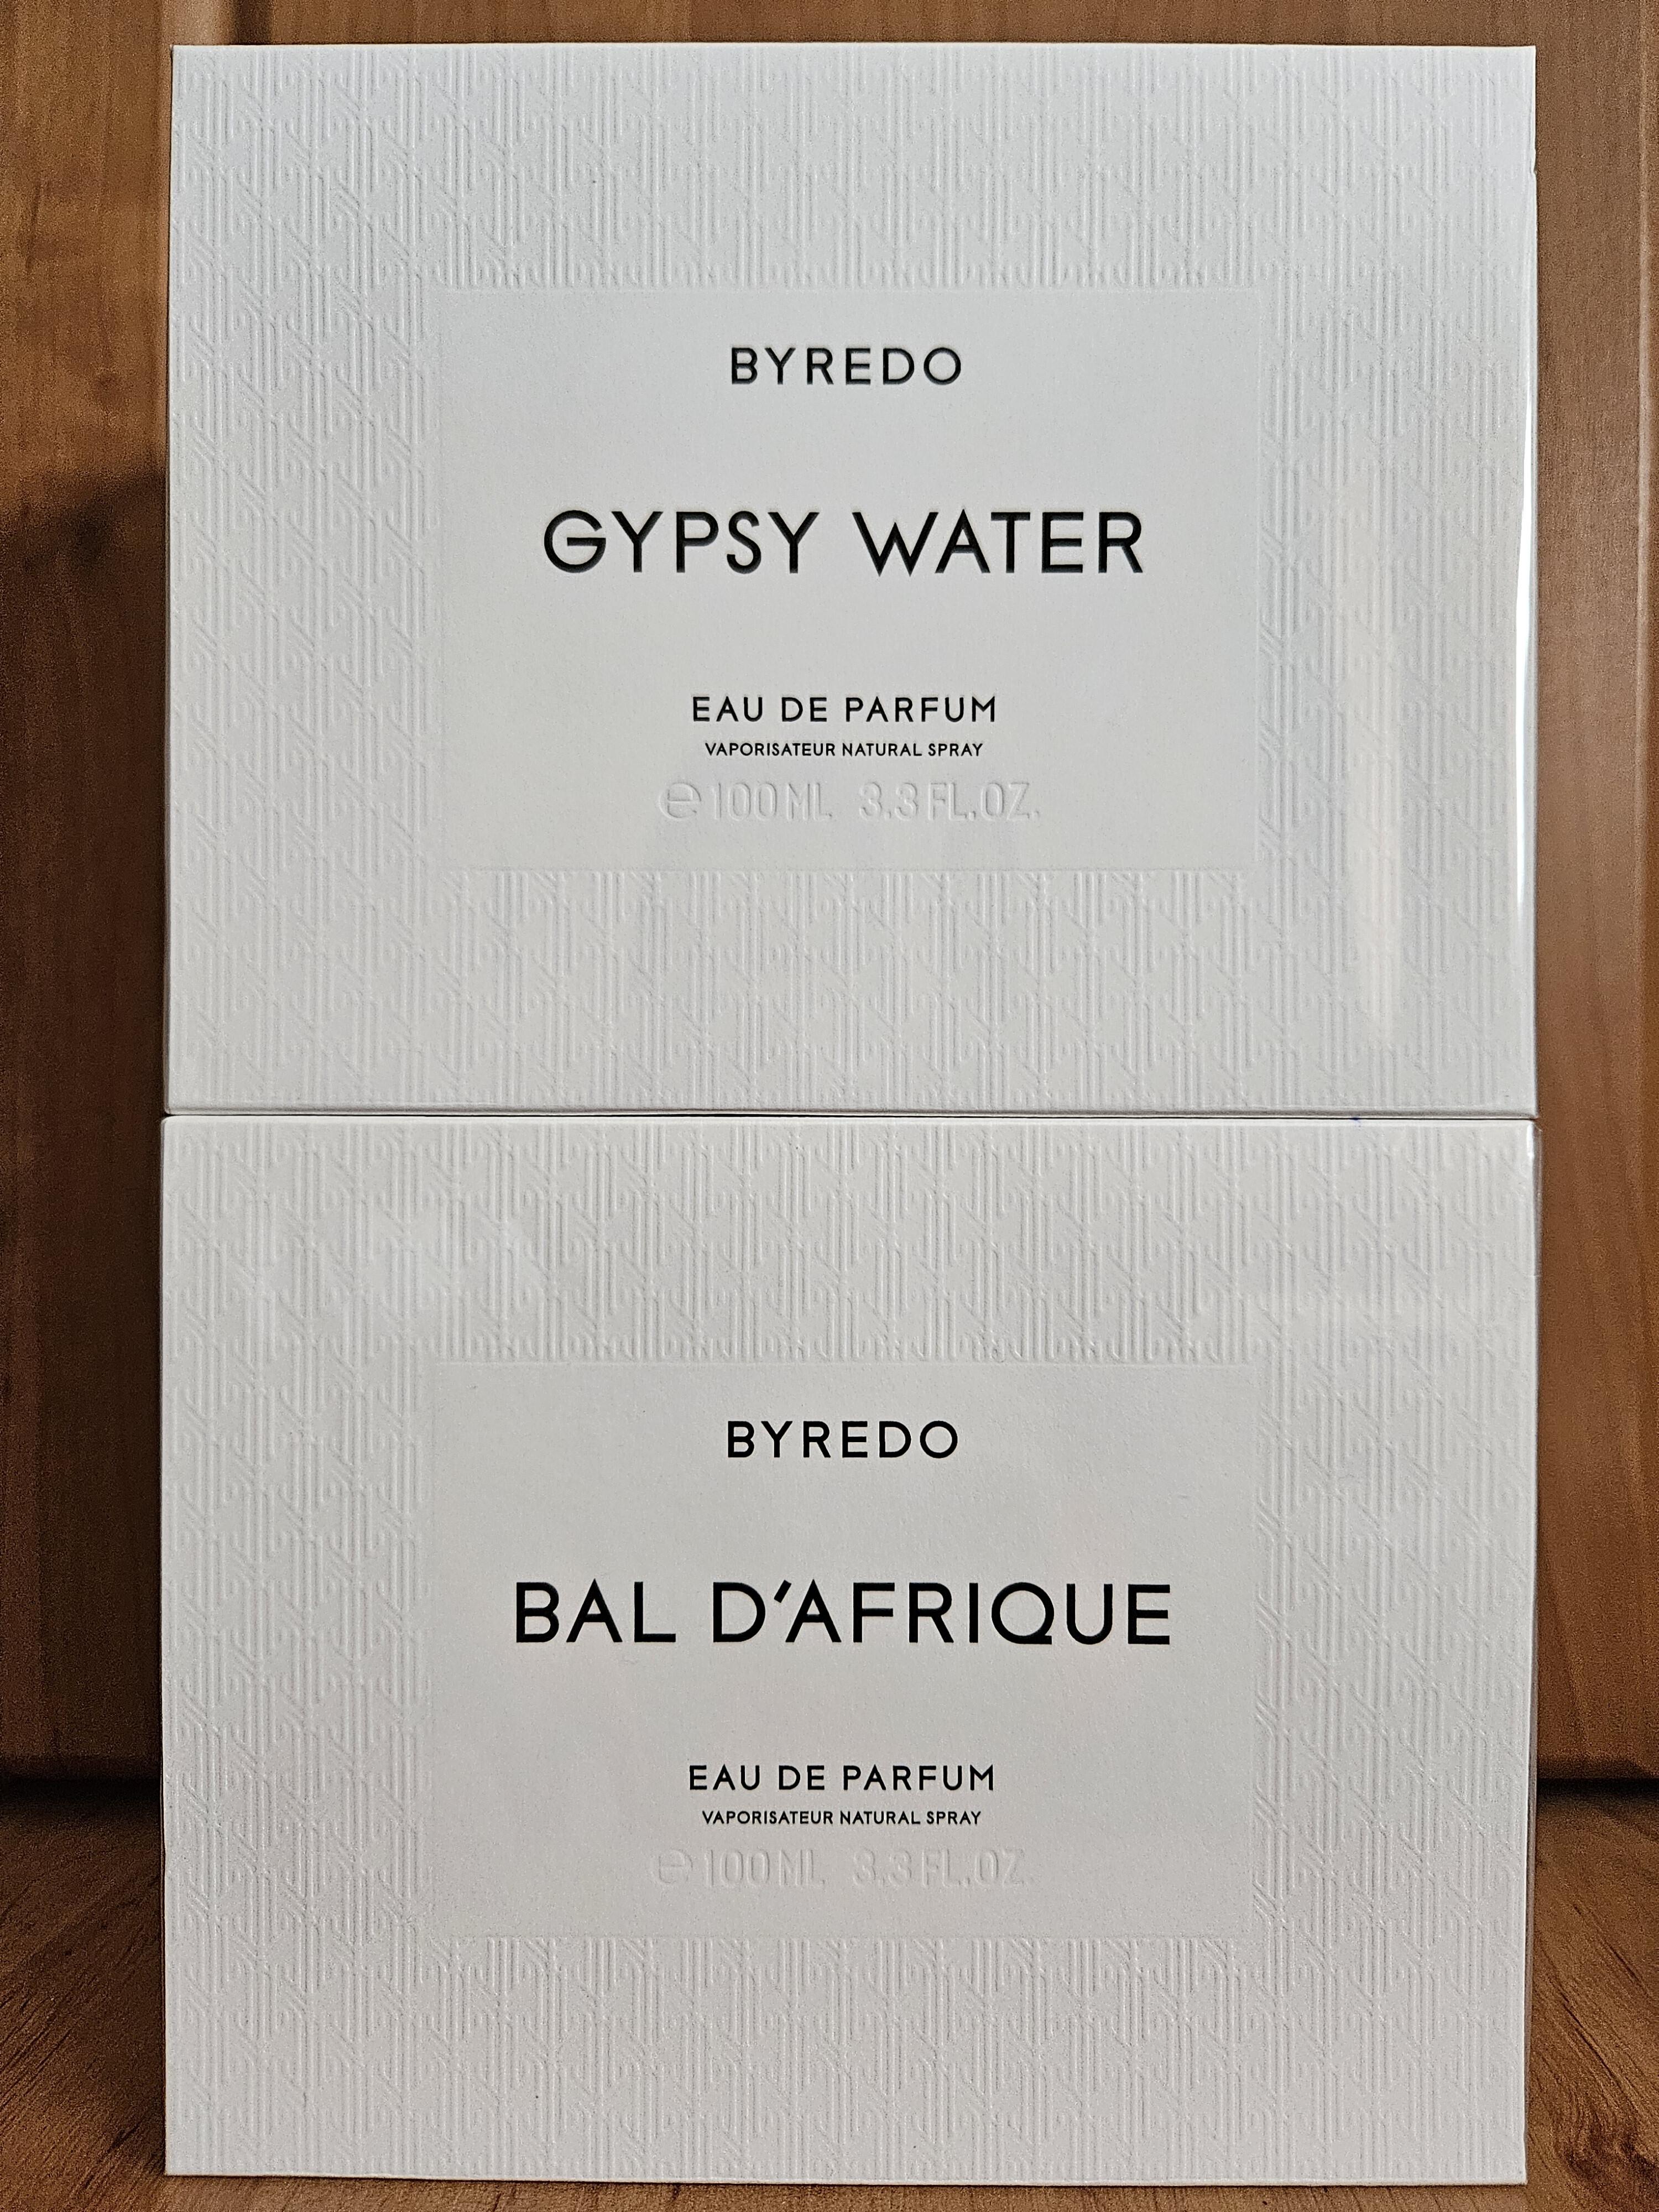 BYREDO
GYPSY WATER
EAU DE PARFUM
VAPORISATEUR NATURAL SPRAY
℮ 100 ML 3.3 FL.OZ.
BYREDO
BAL D'AFRIQUE
EAU DE PARFUM
VAPORISATEUR NATURAL SPRAY
℮ 100 ML 3.3 FL.OZ.